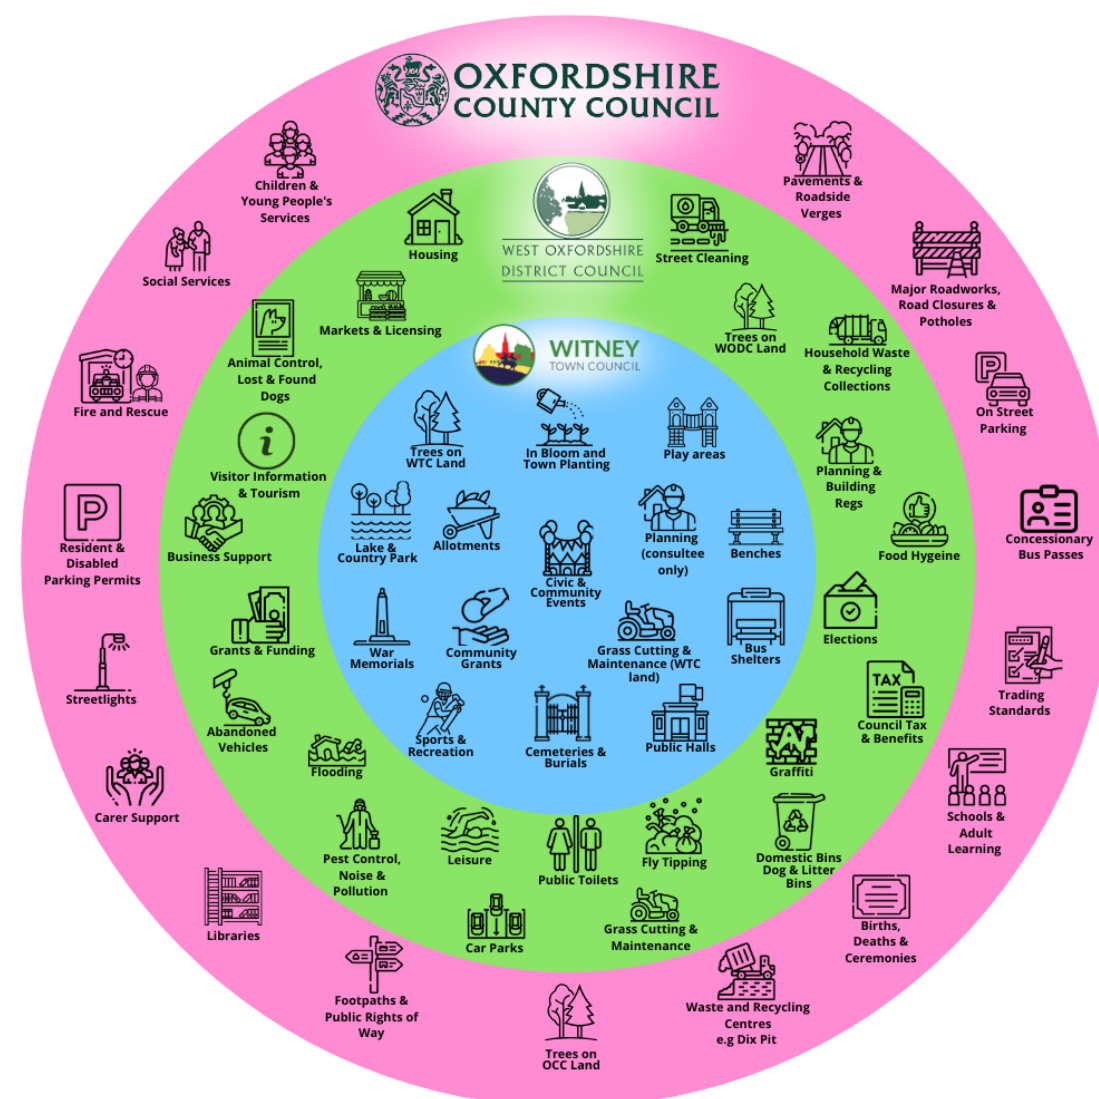 OXFORDSHIRE
COUNTY COUNCIL
Children &
Young People's
Services
Pavements &
Roadside
Verges
Social Services
Major Roadworks,
Road Closures &
Potholes
Fire and Rescue
On Street
Parking
P
Resident &
Disabled
Parking Permits
Concessionary
Bus Passes
Streetlights
Trading
Standards
Carer Support
Schools &
Adult
Learning
Libraries
Births,
Deaths &
Ceremonies
Footpaths &
Public Rights of
Way
Waste and Recycling
Centres
e.g Dix Pit
Trees on
OCC Land
WEST OXFORDSHIRE
DISTRICT COUNCIL
Housing
Street Cleaning
Markets & Licensing
Trees on
WODC Land
Animal Control,
Lost & Found
Dogs
Household Waste
& Recycling
Collections
i
Visitor Information
& Tourism
Planning &
Building
Regs
Business Support
Food Hygeine
Grants & Funding
Elections
Abandoned
Vehicles
TAX
Council Tax
& Benefits
Flooding
Graffiti
Pest Control,
Noise &
Pollution
Leisure
Public Toilets
Fly Tipping
Domestic Bins
Dog & Litter
Bins
Car Parks
Grass Cutting &
Maintenance
WITNEY
TOWN COUNCIL
Trees on
WTC Land
In Bloom and
Town Planting
Play areas
Lake &
Country Park
Allotments
Civic &
Community
Events
Planning
(consultee
only)
Benches
War
Memorials
Community
Grants
Grass Cutting &
Maintenance (WTC
land)
Bus
Shelters
Sports &
Recreation
Cemeteries &
Burials
Public Halls